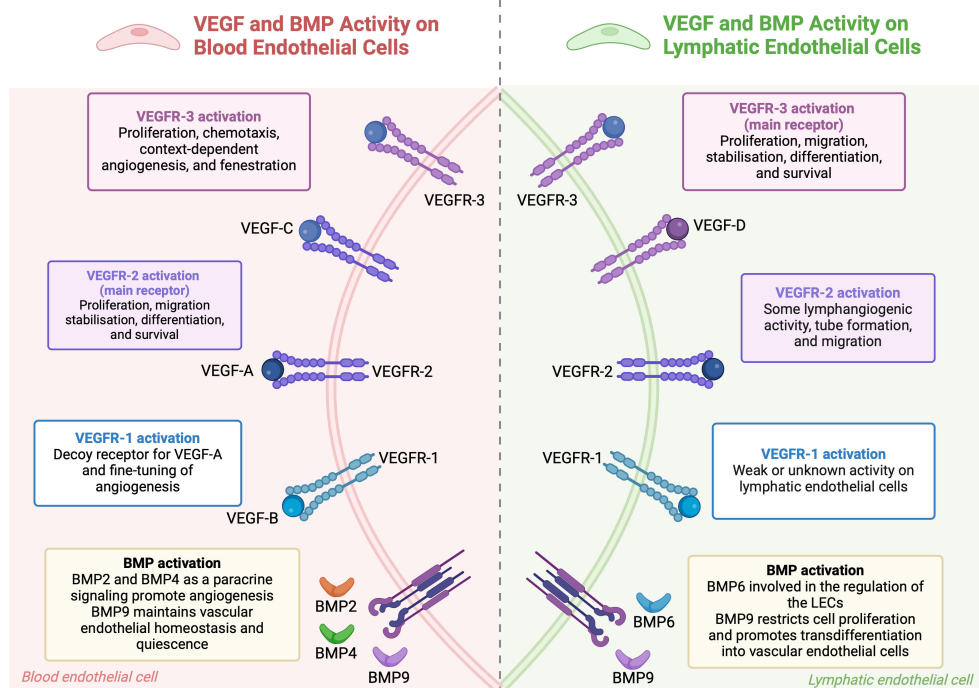 VEGF and BMP Activity on
Blood Endothelial Cells
VEGFR-3 activation
Proliferation, chemotaxis,
context-dependent
angiogenesis, and fenestration
VEGFR-3
VEGF-C
VEGFR-2 activation
(main receptor)
Proliferation, migration
stabilisation, differentiation,
and survival
VEGF-A
VEGFR-2
VEGFR-1 activation
Decoy receptor for VEGF-A
and fine-tuning of
angiogenesis
VEGFR-1
VEGF-B
BMP activation
BMP2 and BMP4 as a paracrine
signaling promote angiogenesis
BMP9 maintains vascular
endothelial homeostasis and
quiescence
BMP2
BMP4
BMP9
Blood endothelial cell
VEGF and BMP Activity on
Lymphatic Endothelial Cells
VEGFR-3 activation
(main receptor)
Proliferation, migration,
stabilisation, differentiation,
and survival
VEGFR-3
VEGF-D
VEGFR-2 activation
Some lymphangiogenic
activity, tube formation,
and migration
VEGFR-2
VEGFR-1
VEGFR-1 activation
Weak or unknown activity on
lymphatic endothelial cells
BMP activation
BMP6 involved in the regulation of
the LECs
BMP9 restricts cell proliferation
and promotes transdifferentiation
into vascular endothelial cells
BMP6
BMP9
Lymphatic endothelial cell